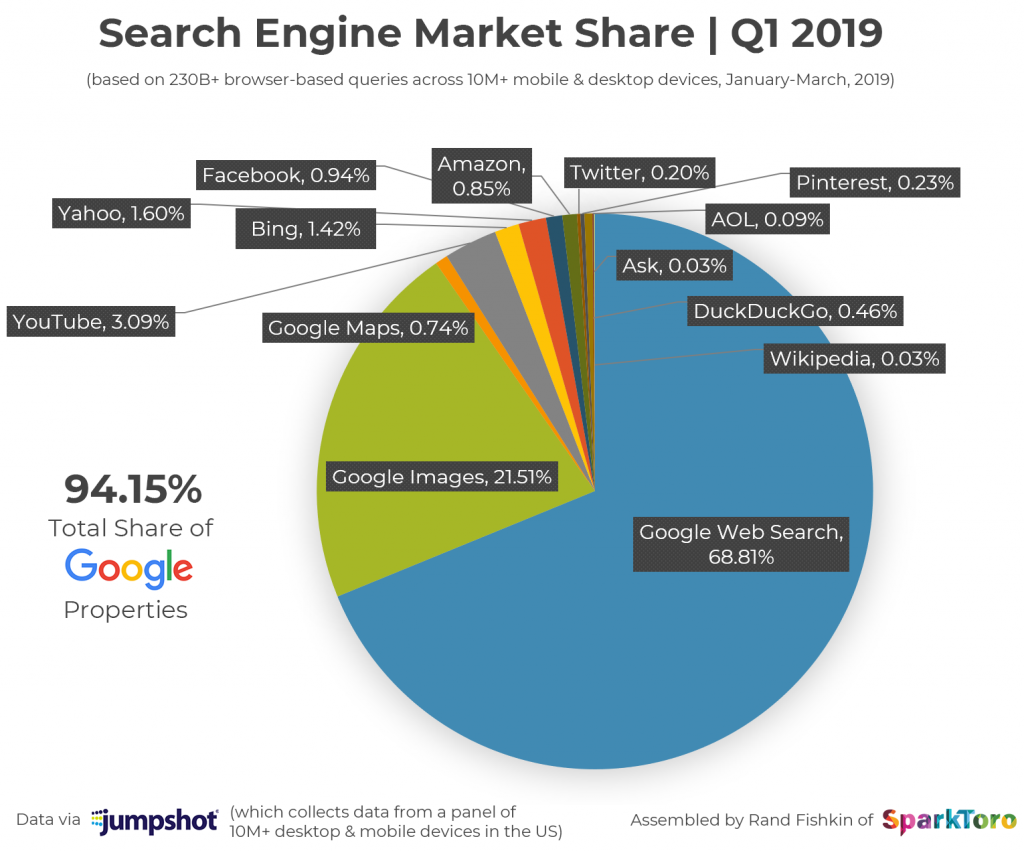 Search Engine Market Share | Q1 2019
(based on 230B+ browser-based queries across 10M+ mobile & desktop devices, January-March, 2019)
Facebook, 0.94%
Amazon,
0.85%
Twitter, 0.20%
Pinterest, 0.23%
Yahoo, 1.60%
Bing, 1.42%
AOL, 0.09%
Ask, 0.03%
YouTube, 3.09%
Google Maps, 0.74%
DuckDuckGo, 0.46%
Wikipedia, 0.03%
Google Images, 21.51%
Google Web Search,
68.81%
94.15%
Total Share of
Google
Properties
Data via jumpshot (which collects data from a panel of
10M+ desktop & mobile devices in the US)
Assembled by Rand Fishkin of SparkToro